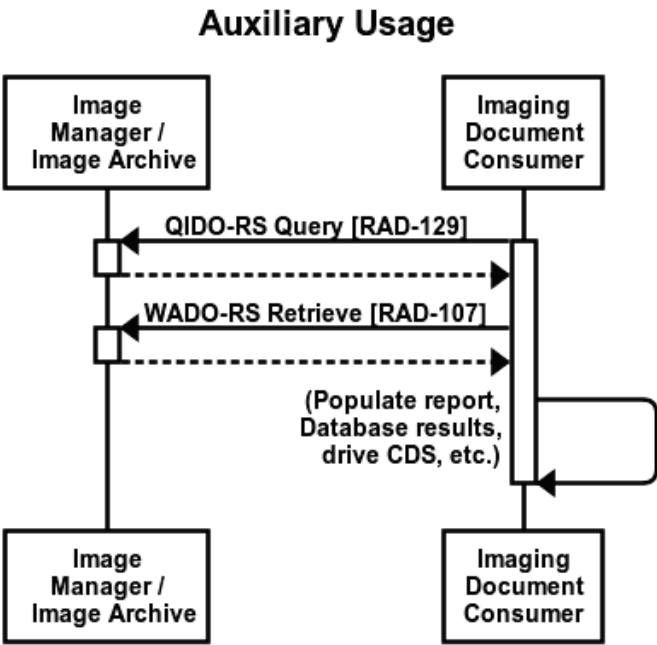 Auxiliary Usage
Image
Manager /
Image Archive
Imaging
Document
Consumer
QIDO-RS Query [RAD-129]
WADO-RS Retrieve [RAD-107]
(Populate report,
Database results,
drive CDS, etc.)
Image
Manager /
Image Archive
Imaging
Document
Consumer